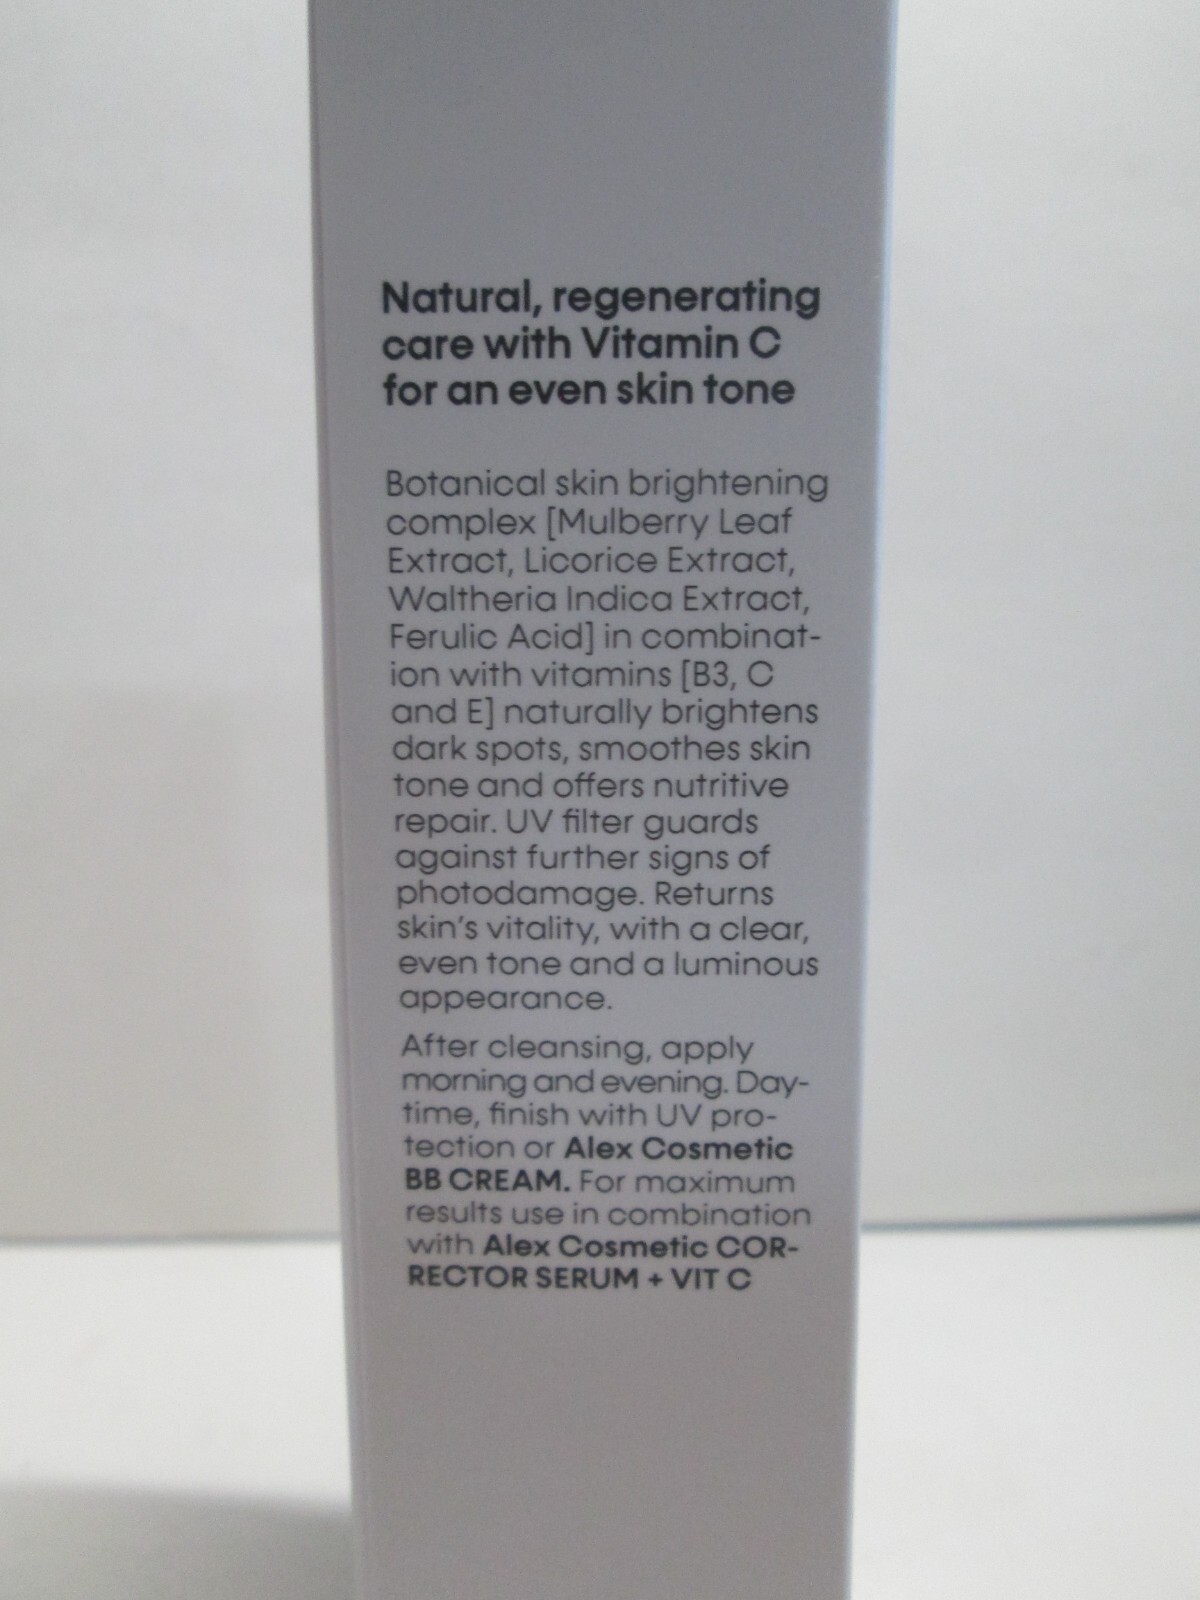 Natural, regenerating
care with Vitamin C
for an even skin tone
Botanical skin brightening
complex [Mulberry Leaf
Extract, Licorice Extract,
Waltheria Indica Extract,
Ferulic Acid] in combinat-
ion with vitamins [B3, C
and E] naturally brightens
dark spots, smoothes skin
tone and offers nutritive
repair. UV filter guards
against further signs of
photodamage. Returns
skin's vitality, with a clear,
even tone and a luminous
appearance.
After cleansing, apply
morning and evening. Day-
time, finish with UV pro-
tection or Alex Cosmetic
BB CREAM. For maximum
results use in combination
with Alex Cosmetic COR-
RECTOR SERUM + VIT C